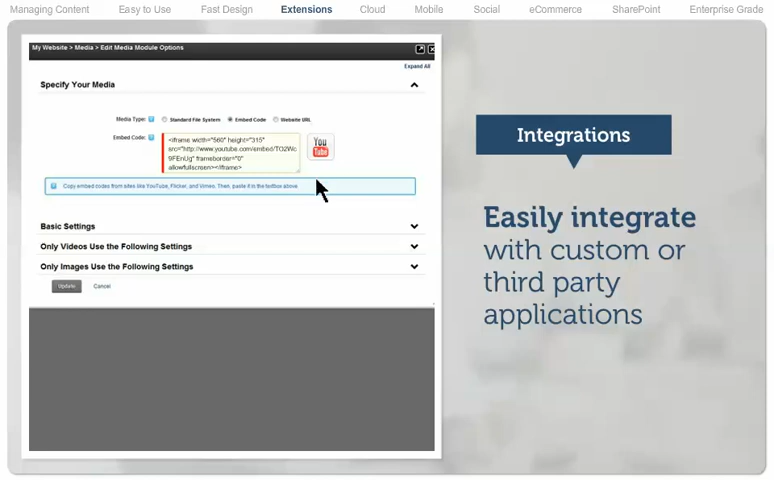 Managing Content Easy to Use Fast Design Extensions Cloud Mobile Social eCommerce SharePoint Enterprise Grade
My Website > Media > Edit Media Module Options
Expand All
Specify Your Media
Media Type: Standard File System Embed Code Website URL
Embed Code:
<iframe width="560" height="315"
src="http://www.youtube.com/embed/TO2Wc
9FEnUg" frameborder="0"
allowfullscreen></iframe>
You
Tube
Copy embed codes from sites like YouTube, Flicker, and Vimeo. Then, paste it in the textbox above
Basic Settings
Only Videos Use the Following Settings
Only Images Use the Following Settings
Update Cancel
Integrations
Easily integrate
with custom or
third party
applications